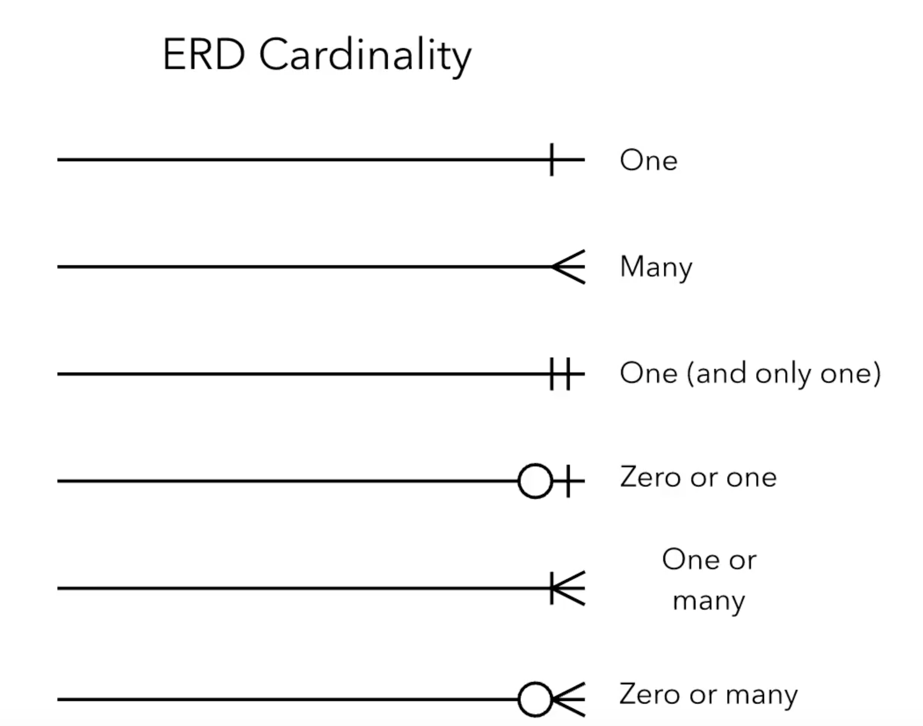 ERD Cardinality
One
Many
One (and only one)
Zero or one
One or
many
Zero or many